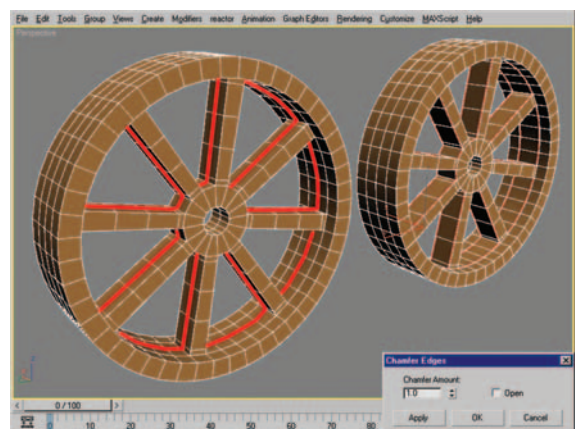 File Edit Tools Group Views Create Modifiers reactor Animation Graph Editors Rendering Customize MAXScript Help
Perspective
Chamfer Edges
Chamfer Amount:
1.0
Open
Apply OK Cancel
< 0 / 100 >
0 10 20 30 40 50 60 70 80